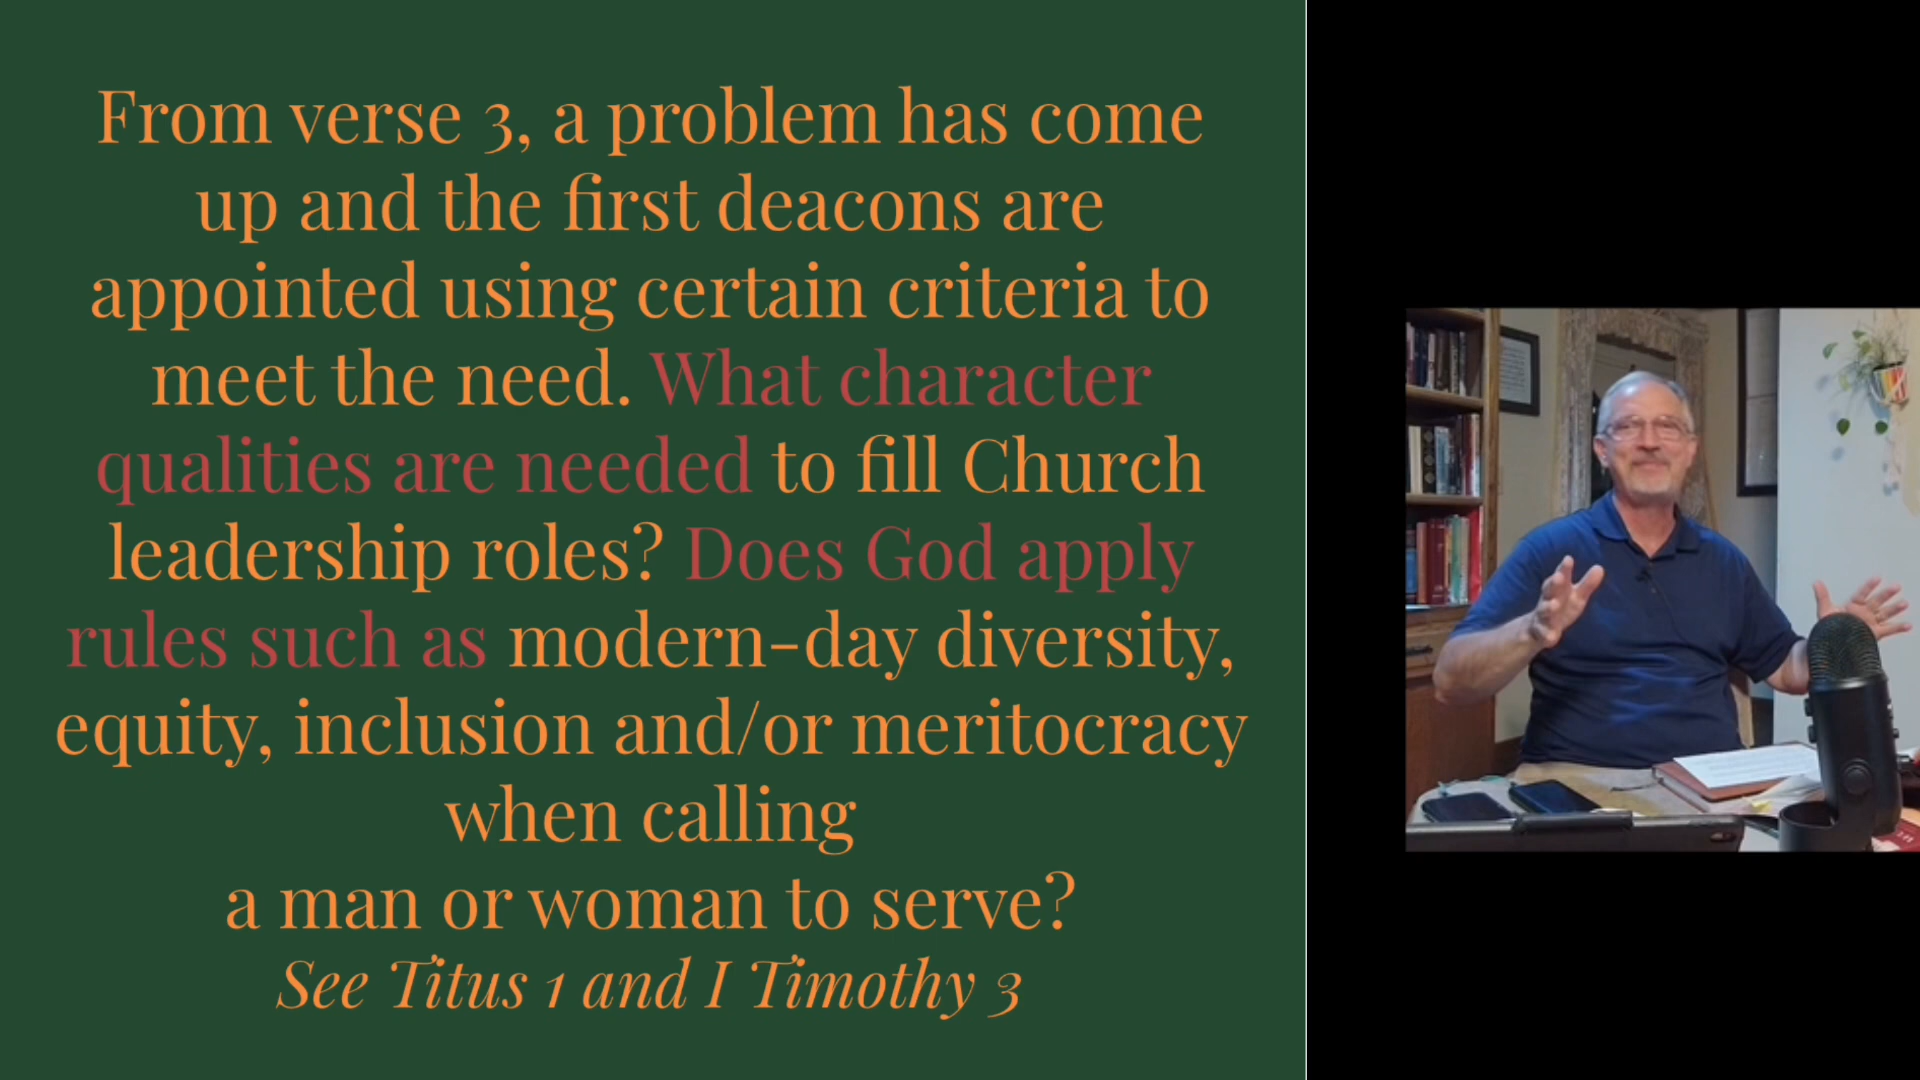 From verse 3, a problem has come
up and the first deacons are
appointed using certain criteria to
meet the need. What character
qualities are needed to fill Church
leadership roles? Does God apply
rules such as modern-day diversity,
equity, inclusion and/or meritocracy
when calling
a man or woman to serve?
See Titus 1 and I Timothy 3